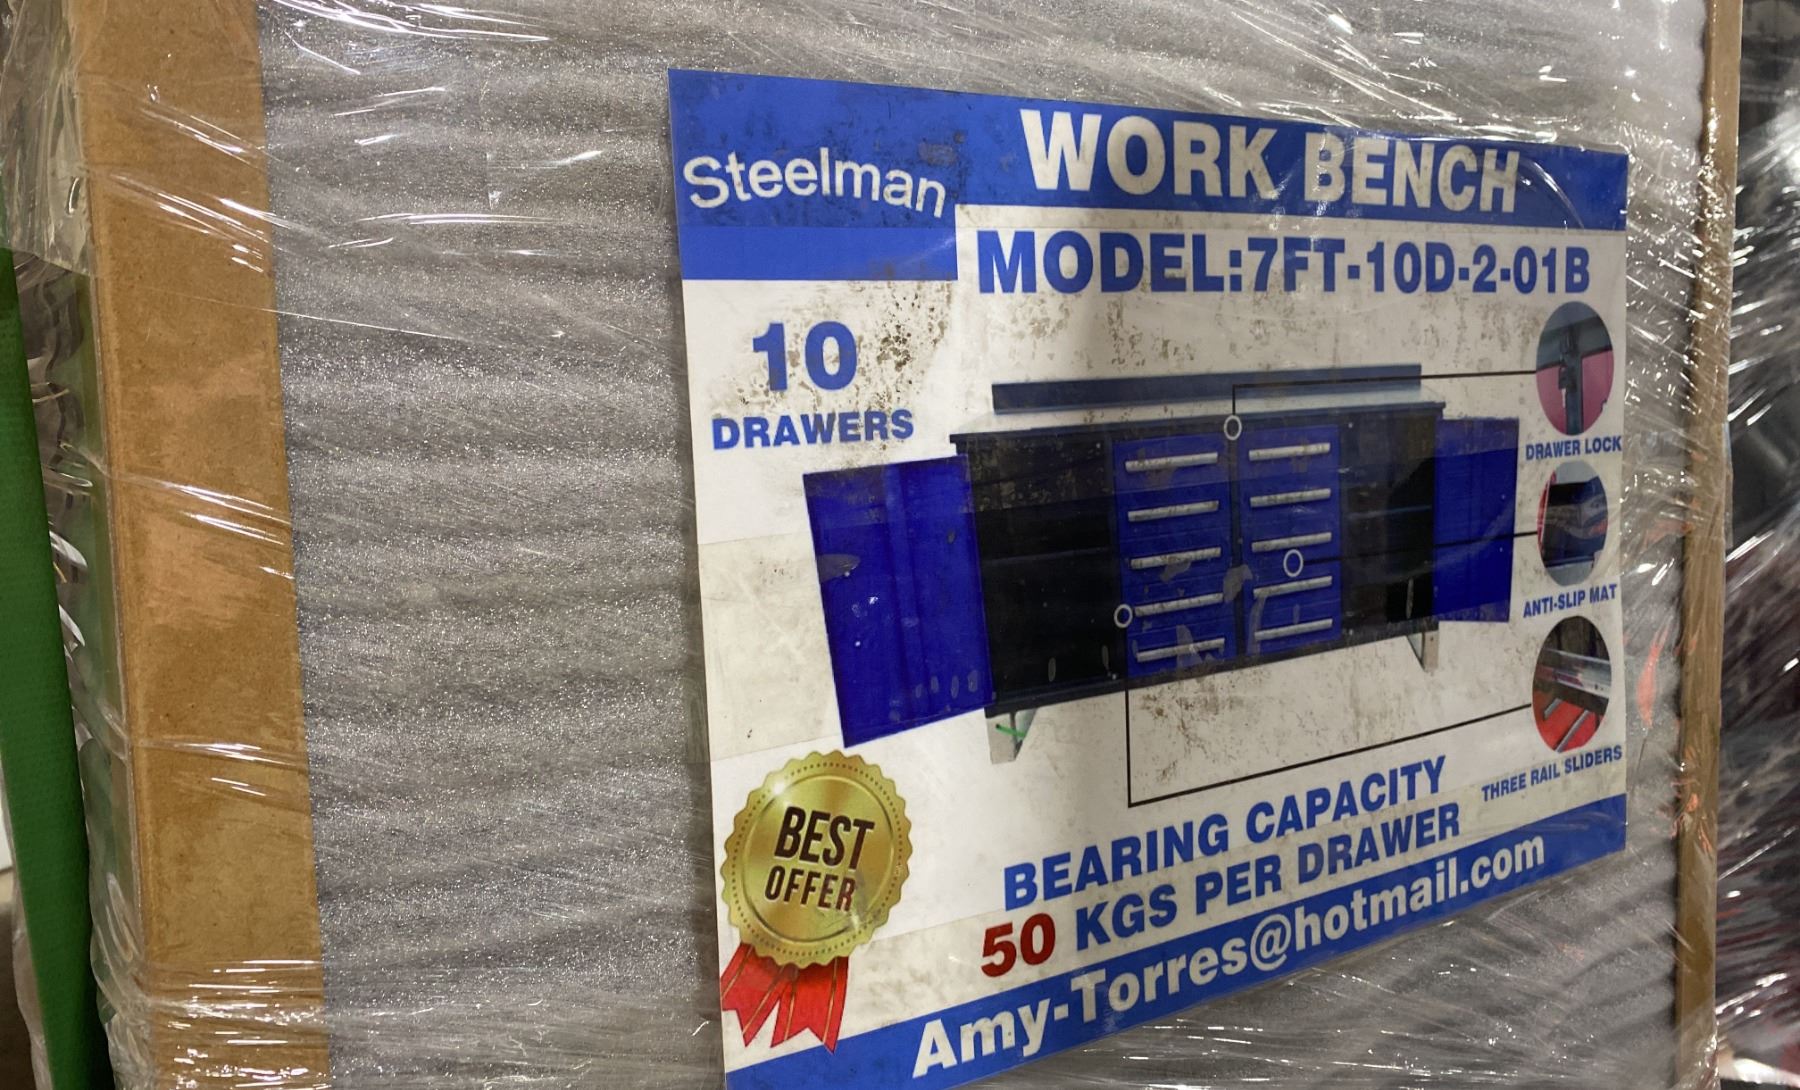 Steelman
WORK BENCH
MODEL:7FT-10D-2-01B
10
DRAWERS
DRAWER LOCK
ANTI-SLIP MAT
THREE RAIL SLIDERS
BEST
OFFER
BEARING CAPACITY
50 KGS PER DRAWER
Amy-Torres@hotmail.com